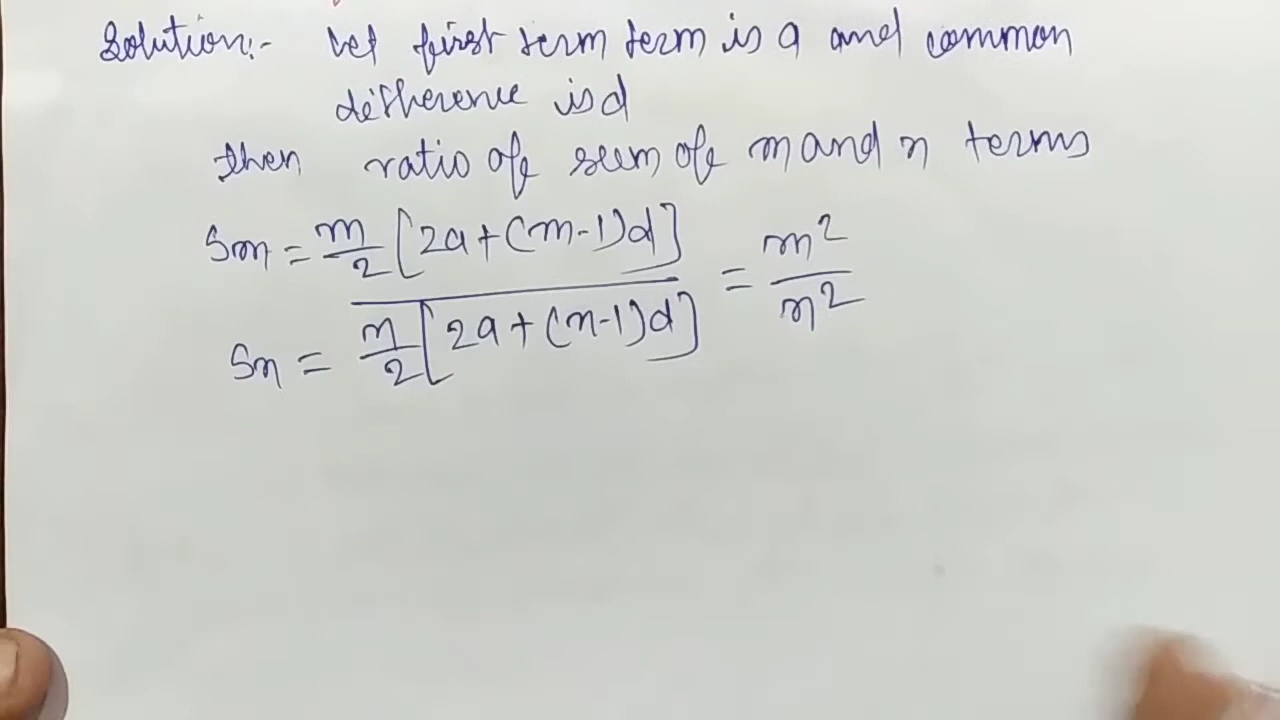 Solution:- Let first term term is a and common
difference is d
then ratio of sum of m and n terms
Sm = m/2 [2a+(m-1)d]
Sn = n/2 [2a+(n-1)d] = m²/n²